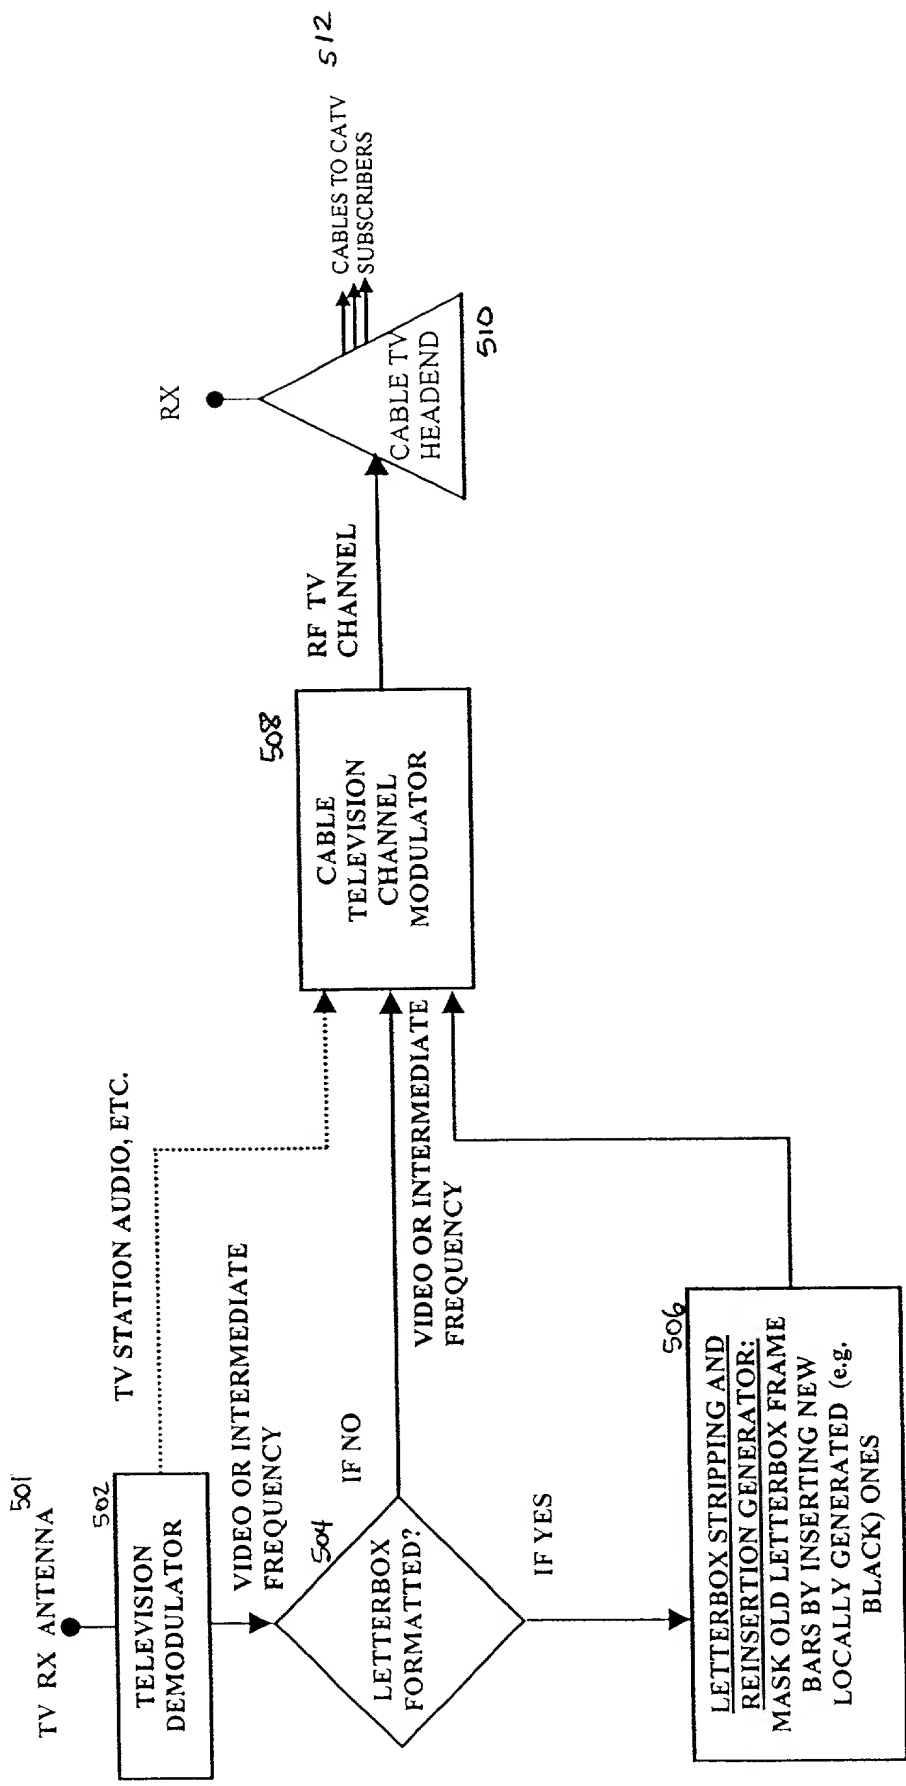 TV RX ANTENNA
501
502
TELEVISION
DEMODULATOR
TV STATION AUDIO, ETC.
VIDEO OR INTERMEDIATE
FREQUENCY
504
LETTERBOX
FORMATTED?
IF NO
IF YES
VIDEO OR INTERMEDIATE
FREQUENCY
506
LETTERBOX STRIPPING AND
REINSERTION GENERATOR:
MASK OLD LETTERBOX FRAME
BARS BY INSERTING NEW
LOCALLY GENERATED (e.g.
BLACK) ONES
508
CABLE
TELEVISION
CHANNEL
MODULATOR
RF TV
CHANNEL
RX
CABLE TV
HEADEND
510
CABLES TO CATV
SUBSCRIBERS
512